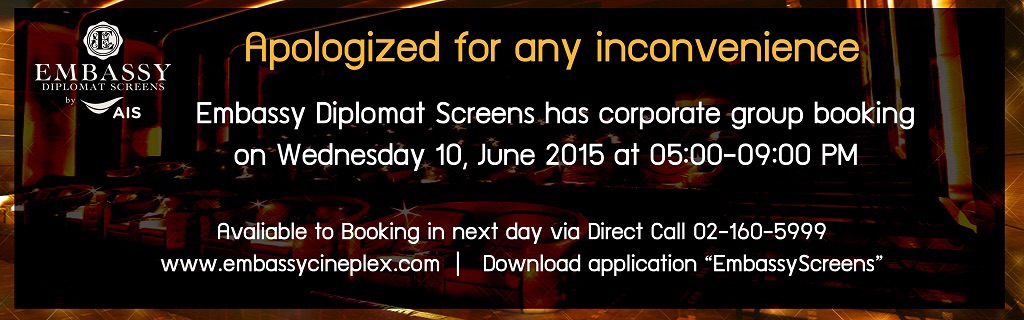 EMBASSY
DIPLOMAT SCREENS
by AIS
Apologized for any inconvenience
Embassy Diplomat Screens has corporate group booking
on Wednesday 10, June 2015 at 05:00-09:00 PM
Avaliable to Booking in next day via Direct Call 02-160-5999
www.embassycineplex.com | Download application “EmbassyScreens”